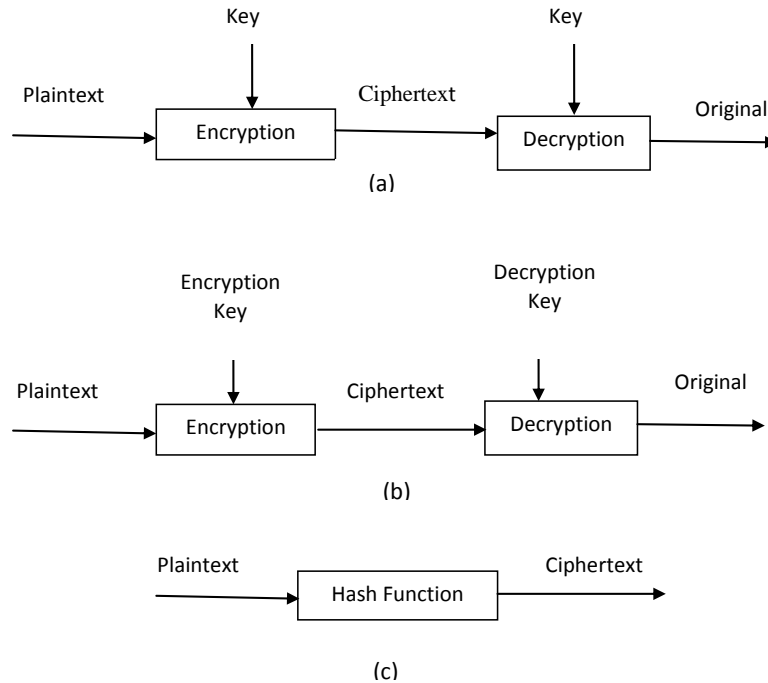 Key Key
Plaintext Ciphertext Original
Encryption Decryption
(a)
Encryption Decryption
Key Key
Plaintext Ciphertext Original
Encryption Decryption
(b)
Plaintext Ciphertext
Hash Function
(c)